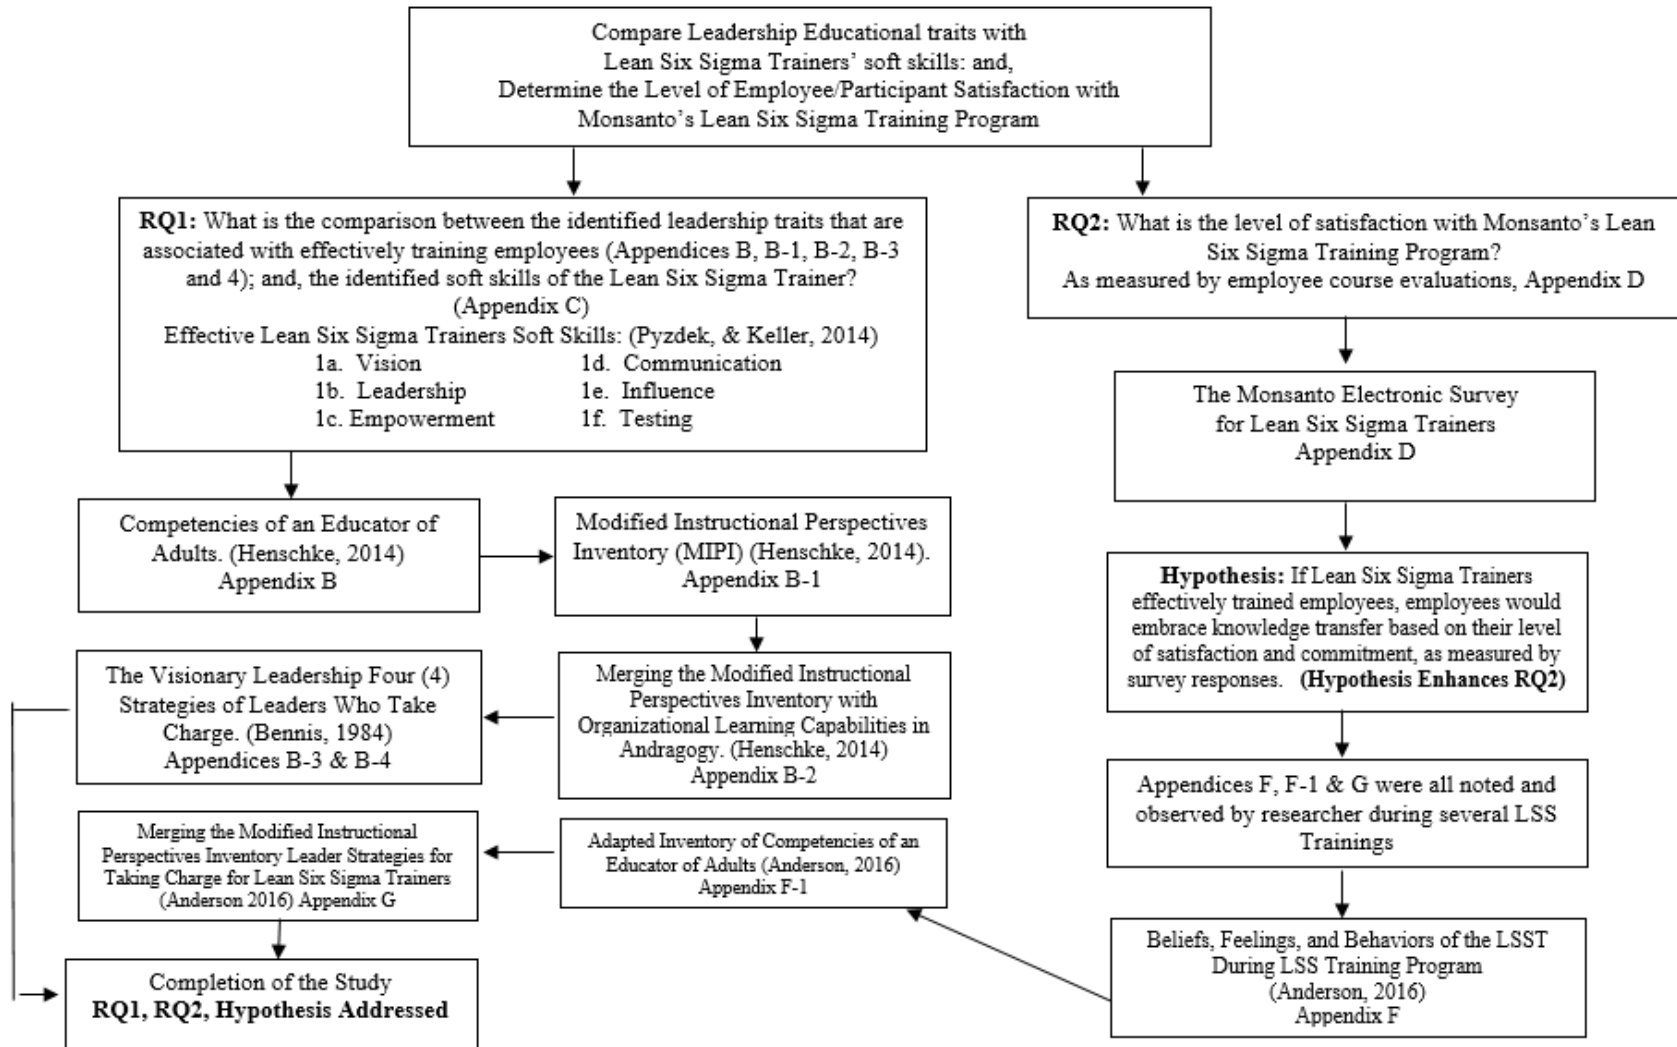 Compare Leadership Educational traits with
Lean Six Sigma Trainers’ soft skills: and,
Determine the Level of Employee/Participant Satisfaction with
Monsanto’s Lean Six Sigma Training Program
RQ1: What is the comparison between the identified leadership traits that are
associated with effectively training employees (Appendices B, B-1, B-2, B-3
and 4); and, the identified soft skills of the Lean Six Sigma Trainer?
(Appendix C)
Effective Lean Six Sigma Trainers Soft Skills: (Pyzdek, & Keller, 2014)
1a. Vision 1d. Communication
1b. Leadership 1e. Influence
1c. Empowerment 1f. Testing
RQ2: What is the level of satisfaction with Monsanto’s Lean
Six Sigma Training Program?
As measured by employee course evaluations, Appendix D
The Monsanto Electronic Survey
for Lean Six Sigma Trainers
Appendix D
Competencies of an Educator of
Adults. (Henschke, 2014)
Appendix B
Modified Instructional Perspectives
Inventory (MIPI) (Henschke, 2014).
Appendix B-1
Hypothesis: If Lean Six Sigma Trainers
effectively trained employees, employees would
embrace knowledge transfer based on their level
of satisfaction and commitment, as measured by
survey responses. (Hypothesis Enhances RQ2)
The Visionary Leadership Four (4)
Strategies of Leaders Who Take
Charge. (Bennis, 1984)
Appendices B-3 & B-4
Merging the Modified Instructional
Perspectives Inventory with
Organizational Learning Capabilities in
Andragogy. (Henschke, 2014)
Appendix B-2
Appendices F, F-1 & G were all noted and
observed by researcher during several LSS
Trainings
Merging the Modified Instructional
Perspectives Inventory Leader Strategies for
Taking Charge for Lean Six Sigma Trainers
(Anderson 2016) Appendix G
Adapted Inventory of Competencies of an
Educator of Adults (Anderson, 2016)
Appendix F-1
Beliefs, Feelings, and Behaviors of the LSST
During LSS Training Program
(Anderson, 2016)
Appendix F
Completion of the Study
RQ1, RQ2, Hypothesis Addressed